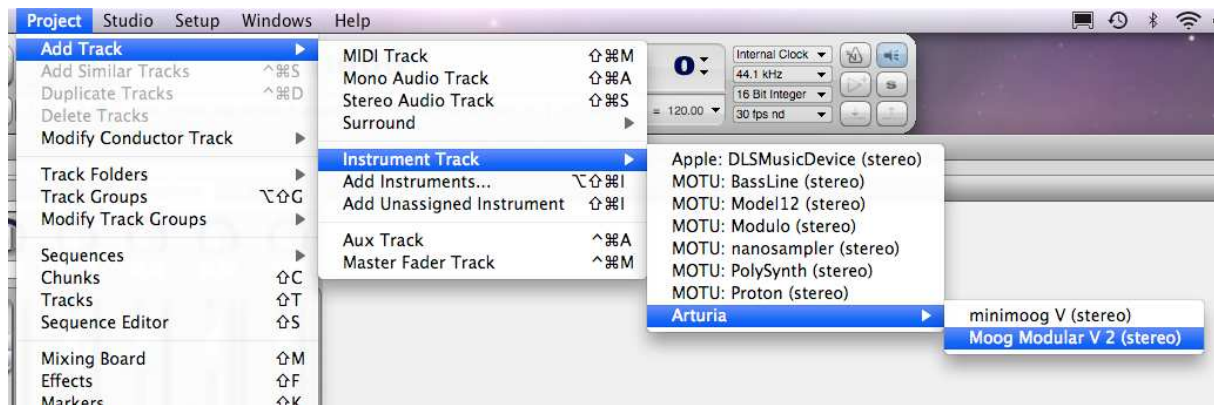 Project Studio Setup Windows Help
Add Track
Add Similar Tracks ^⌘S
Duplicate Tracks ^⌘D
Delete Tracks
Modify Conductor Track
Track Folders
Track Groups ⌥⇧G
Modify Track Groups
Sequences
Chunks ⇧C
Tracks ⇧T
Sequence Editor ⇧S
Mixing Board ⇧M
Effects ⇧F
Markers ⇧K
MIDI Track ⇧⌘M
Mono Audio Track ⇧⌘A
Stereo Audio Track ⇧⌘S
Surround
Instrument Track
Add Instruments... ⌥⇧⌘I
Add Unassigned Instrument ⇧⌘I
Aux Track ^⌘A
Master Fader Track ^⌘M
0
= 120.00
Internal Clock
44.1 kHz
16 Bit Integer
30 fps nd
S
Apple: DLSMusicDevice (stereo)
MOTU: BassLine (stereo)
MOTU: Model12 (stereo)
MOTU: Modulo (stereo)
MOTU: nanosampler (stereo)
MOTU: PolySynth (stereo)
MOTU: Proton (stereo)
Arturia
minimoog V (stereo)
Moog Modular V 2 (stereo)